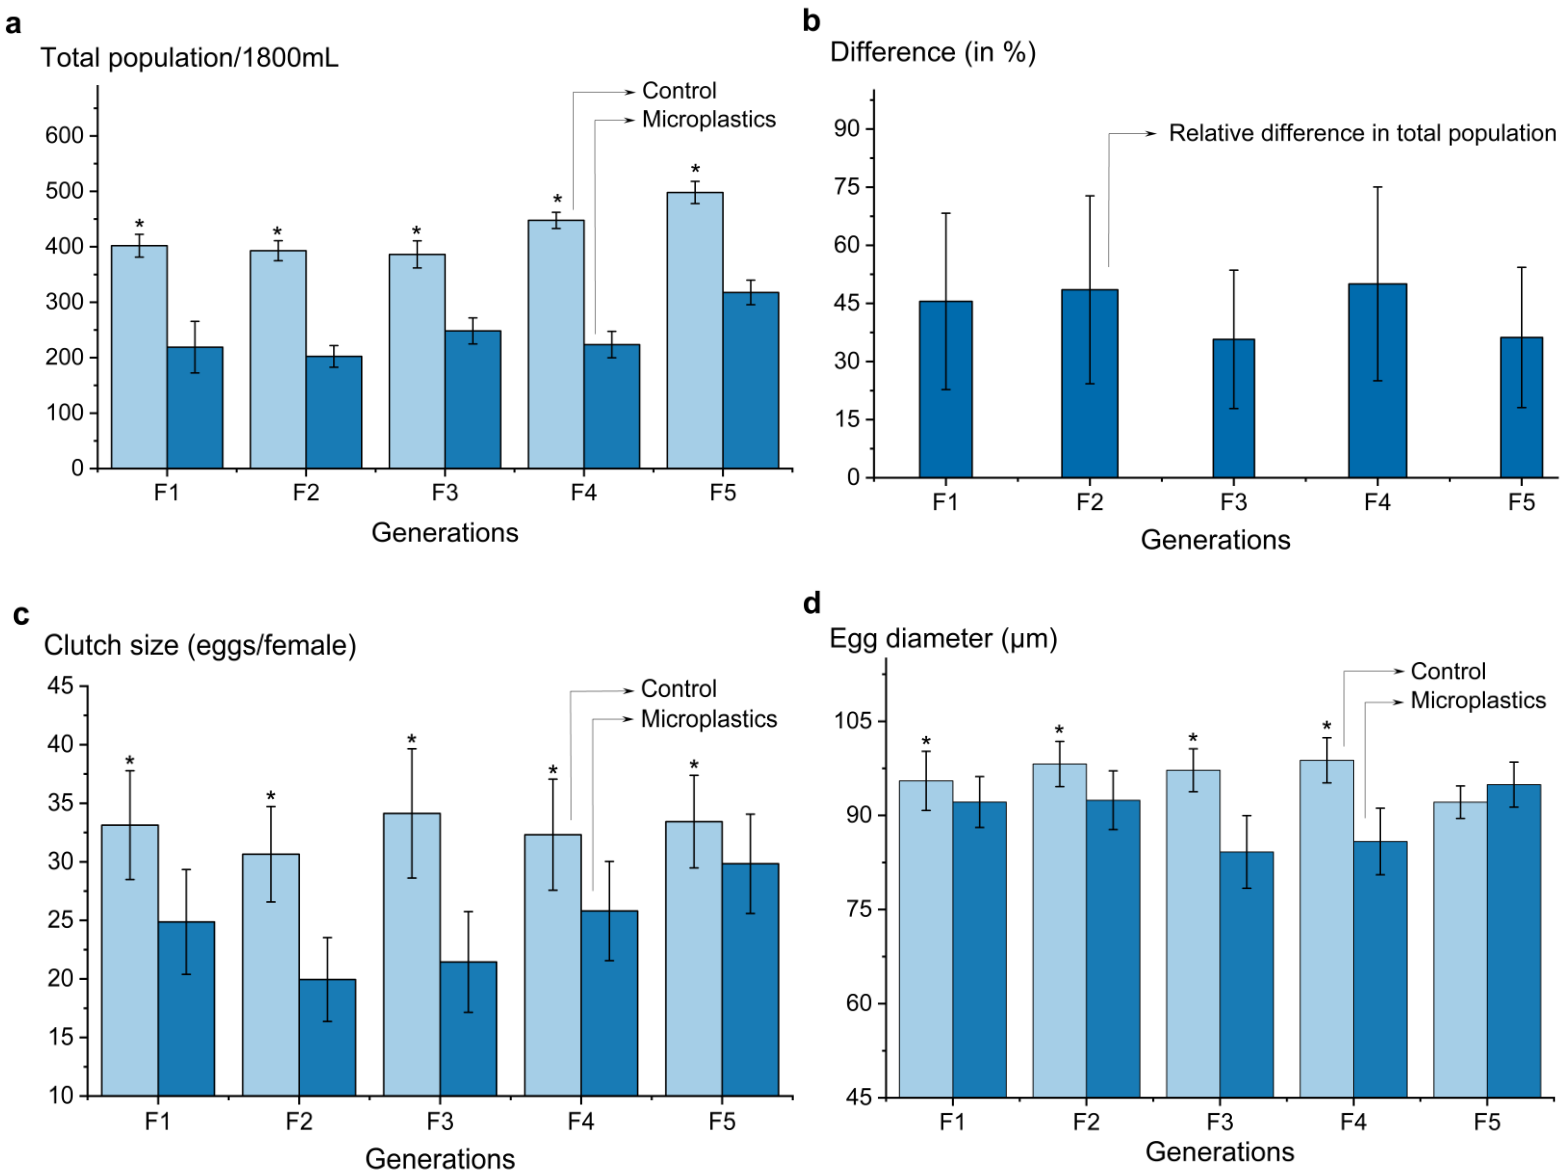 a
Total population/1800mL
Control
Microplastics
600
500
400
300
200
100
0
* * * * *
F1 F2 F3 F4 F5
Generations
b
Difference (in %)
Relative difference in total population
90
75
60
45
30
15
0
F1 F2 F3 F4 F5
Generations
c
Clutch size (eggs/female)
Control
Microplastics
45
40
35
30
25
20
15
10
* * * * *
F1 F2 F3 F4 F5
Generations
d
Egg diameter (µm)
Control
Microplastics
105
90
75
60
45
* * * *
F1 F2 F3 F4 F5
Generations